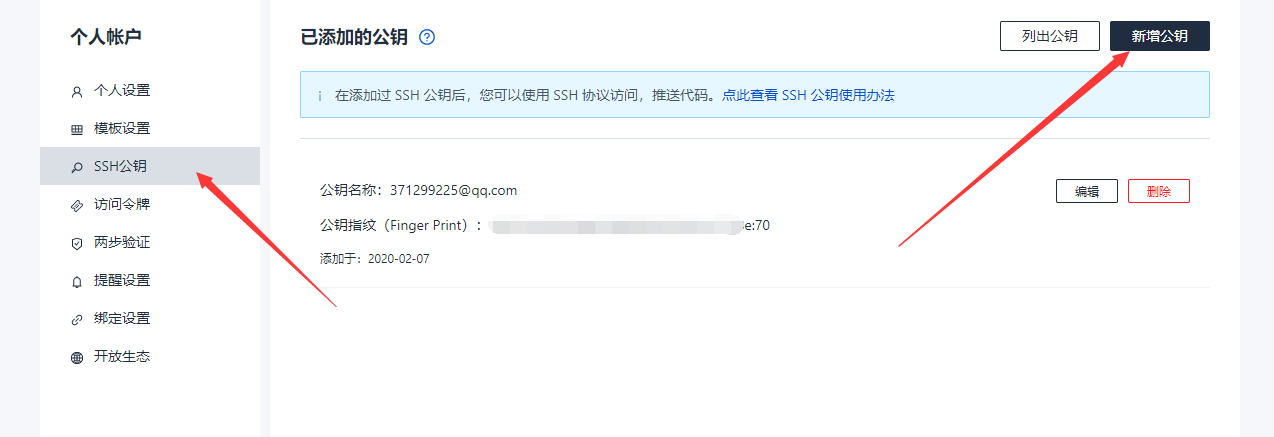 个人帐户
个人设置
模板设置
SSH公钥
访问令牌
两步验证
提醒设置
绑定设置
开放生态
已添加的公钥
列出公钥
新增公钥
在添加过 SSH 公钥后，您可以使用 SSH 协议访问，推送代码。点此查看 SSH 公钥使用办法
公钥名称：371299225@qq.com
编辑
删除
公钥指纹（Finger Print）： e:70
添加于：2020-02-07